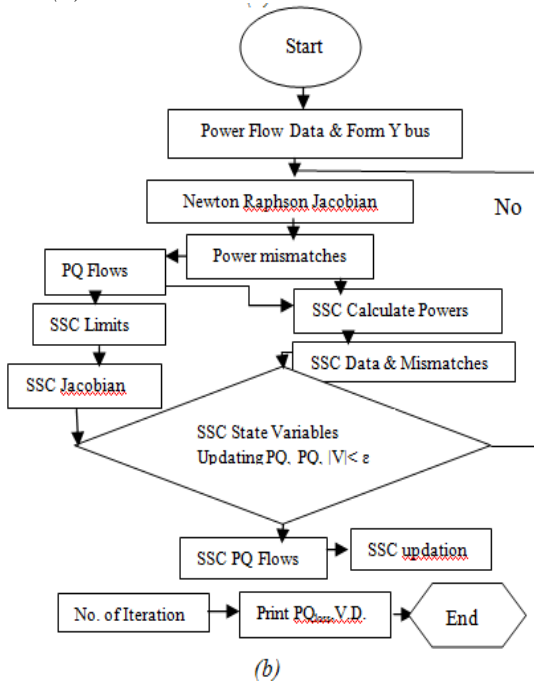 Start
Power Flow Data & Form Y bus
Newton Raphson Jacobian
No
Power mismatches
PQ Flows
SSC Calculate Powers
SSC Limits
SSC Data & Mismatches
SSC Jacobian
SSC State Variables
Updating PQ, PQ, |V|< ε
SSC PQ Flows
SSC updation
No. of Iteration
Print PQloss,V.D.
End
(b)